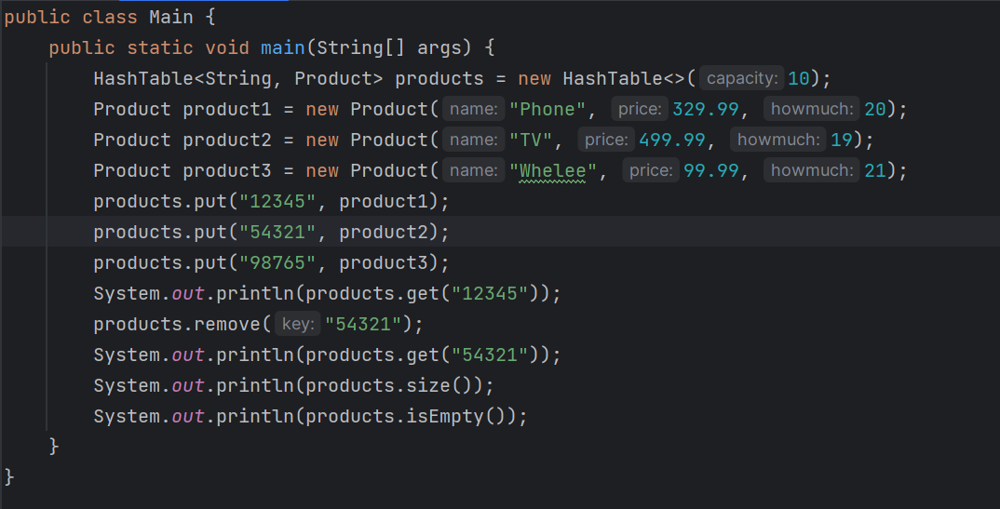 public class Main {
    public static void main(String[] args) {
        HashTable<String, Product> products = new HashTable<>( capacity: 10);
        Product product1 = new Product( name: "Phone", price: 329.99, howmuch: 20);
        Product product2 = new Product( name: "TV", price: 499.99, howmuch: 19);
        Product product3 = new Product( name: "Whelee", price: 99.99, howmuch: 21);
        products.put("12345", product1);
        products.put("54321", product2);
        products.put("98765", product3);
        System.out.println(products.get("12345"));
        products.remove( key: "54321");
        System.out.println(products.get("54321"));
        System.out.println(products.size());
        System.out.println(products.isEmpty());
    }
}